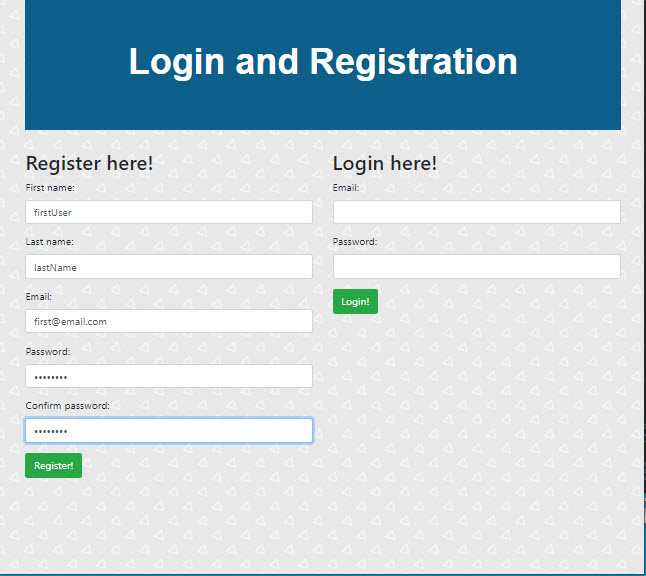 Login and Registration
Register here!
First name:
firstUser
Last name:
lastName
Email:
first@email.com
Password:
••••••••
Confirm password:
••••••••
Register!
Login here!
Email:
Password:
Login!